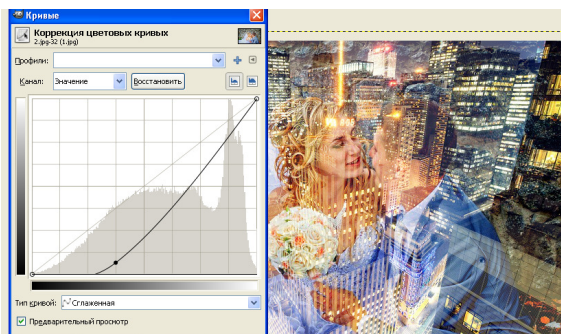 Кривые
Коррекция цветовых кривых
2.jpg-32 (1.jpg)
Профили:
Канал: Значение Восстановить
Тип кривой: Сглаженная
Предварительный просмотр